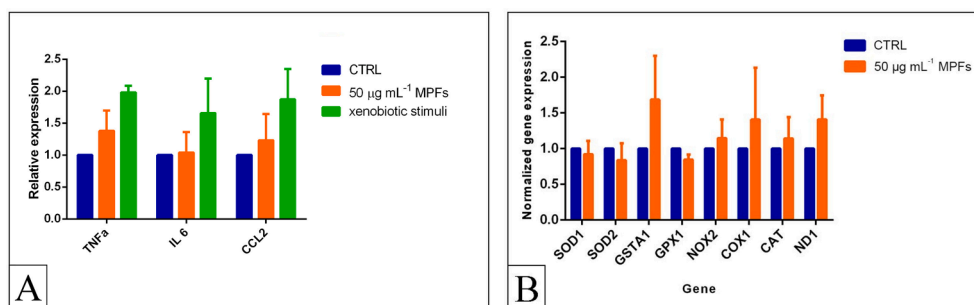 Relative expression
2.5
2.0
1.5
1.0
0.5
0.0
TNFa
IL 6
CCL2
CTRL
50 μg mL⁻¹ MPFs
xenobiotic stimuli
A
Normalized gene expression
2.5
2.0
1.5
1.0
0.5
0.0
SOD1
SOD2
GSTA1
GPX1
NOX2
COX1
CAT
ND1
Gene
CTRL
50 μg mL⁻¹ MPFs
B